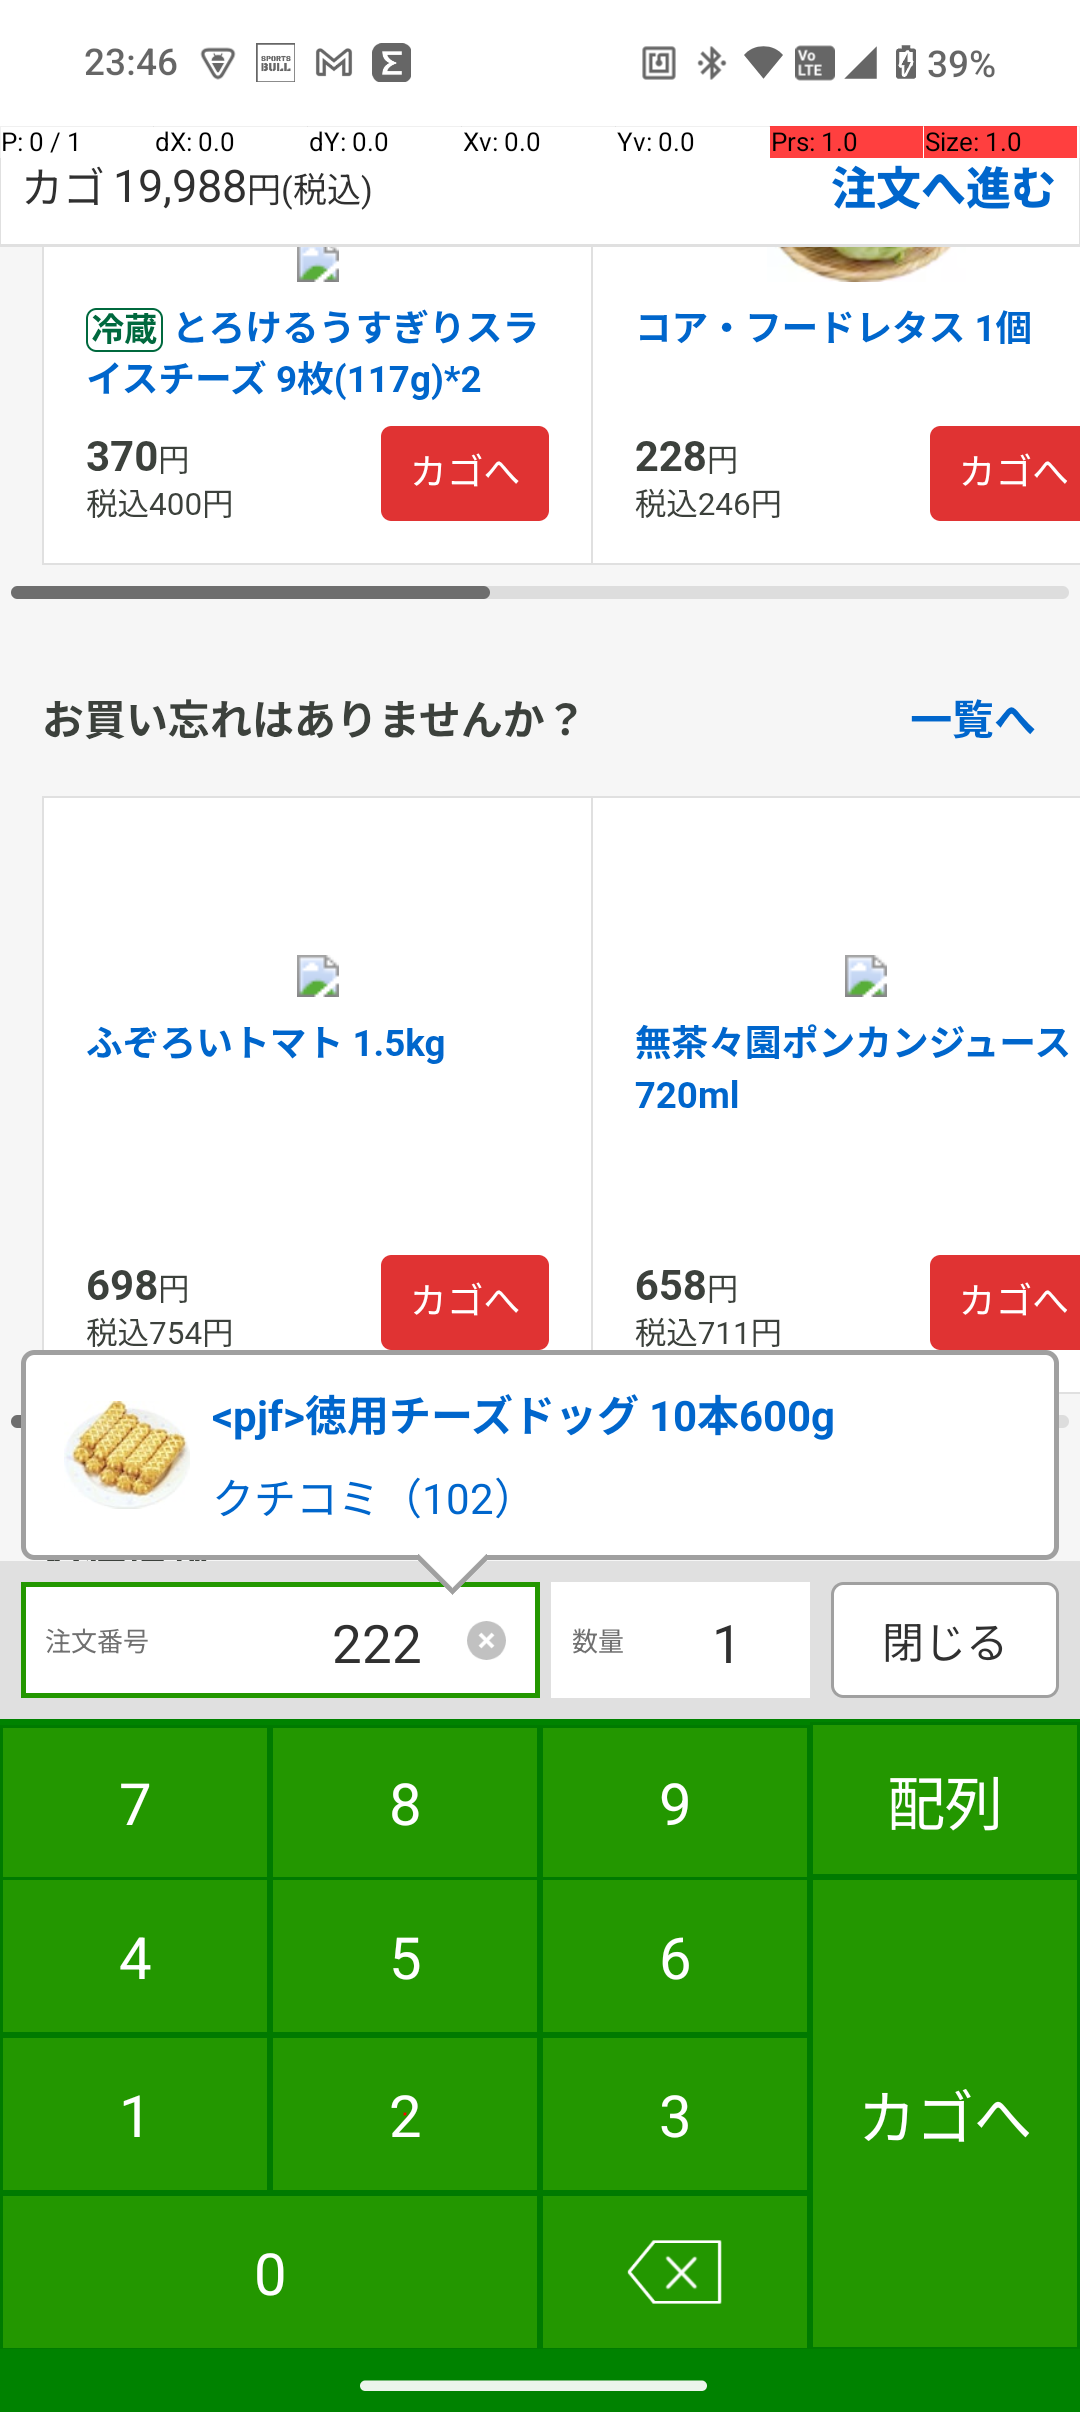 23:46
SPORTS BULL
Vo LTE
39%
P: 0 / 1 dX: 0.0 dY: 0.0 Xv: 0.0 Yv: 0.0 Prs: 1.0 Size: 1.0
カゴ 19,988円(税込) 注文へ進む
冷蔵 とろけるうすぎりスラ
イスチーズ 9枚(117g)*2
370円
税込400円
カゴへ
コア・フードレタス 1個
228円
税込246円
カゴへ
お買い忘れはありませんか？ 一覧へ
ふぞろいトマト 1.5kg
698円
税込754円
カゴへ
無茶々園ポンカンジュース
720ml
658円
税込711円
カゴへ
<pjf>徳用チーズドッグ 10本600g
クチコミ（102）
注文番号 222 数量 1 閉じる
7 8 9 配列
4 5 6
1 2 3 カゴへ
0